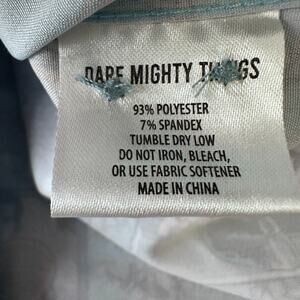 DARE MIGHTY THINGS
93% POLYESTER
7% SPANDEX
TUMBLE DRY LOW
DO NOT IRON, BLEACH,
OR USE FABRIC SOFTENER
MADE IN CHINA